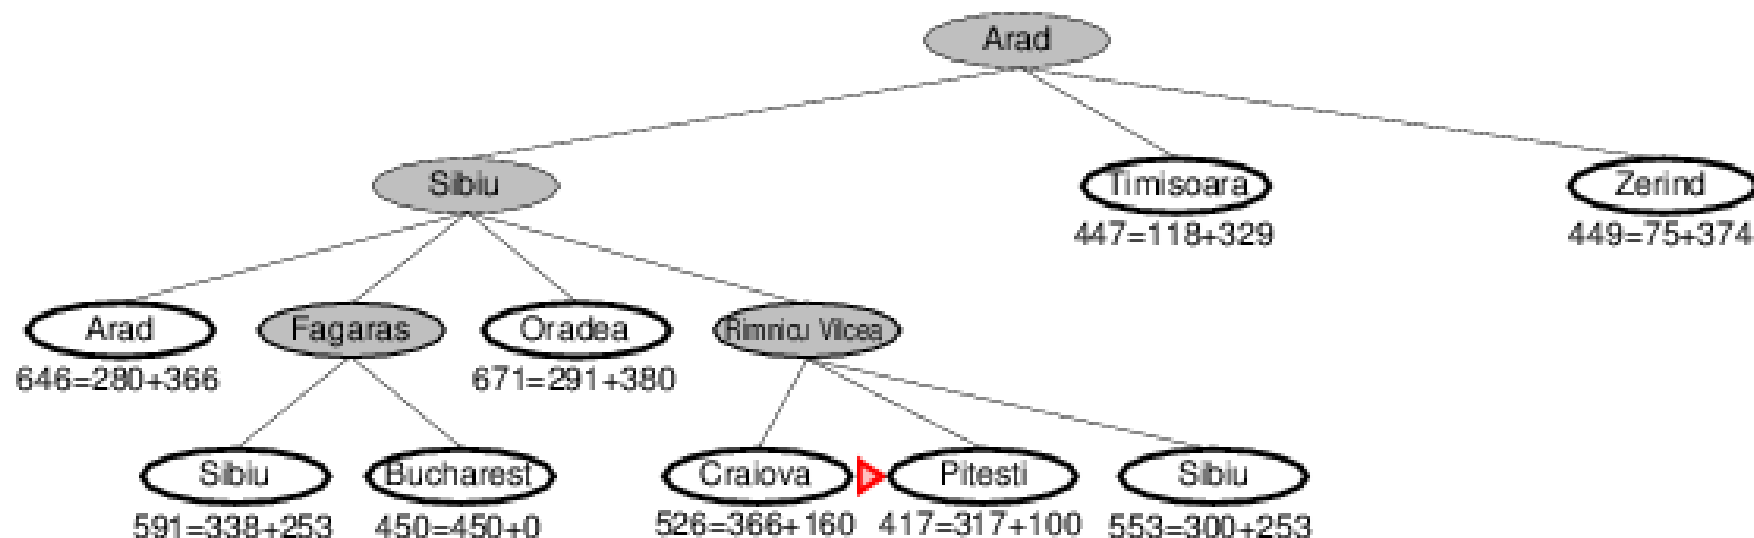 Arad
Sibiu
Timisoara
Zerind
447=118+329
449=75+374
Arad
Fagaras
Oradea
Rimnicu Vilcea
646=280+366
671=291+380
Sibiu
Bucharest
Craiova
Pitesti
Sibiu
591=338+253
450=450+0
526=366+160
417=317+100
553=300+253